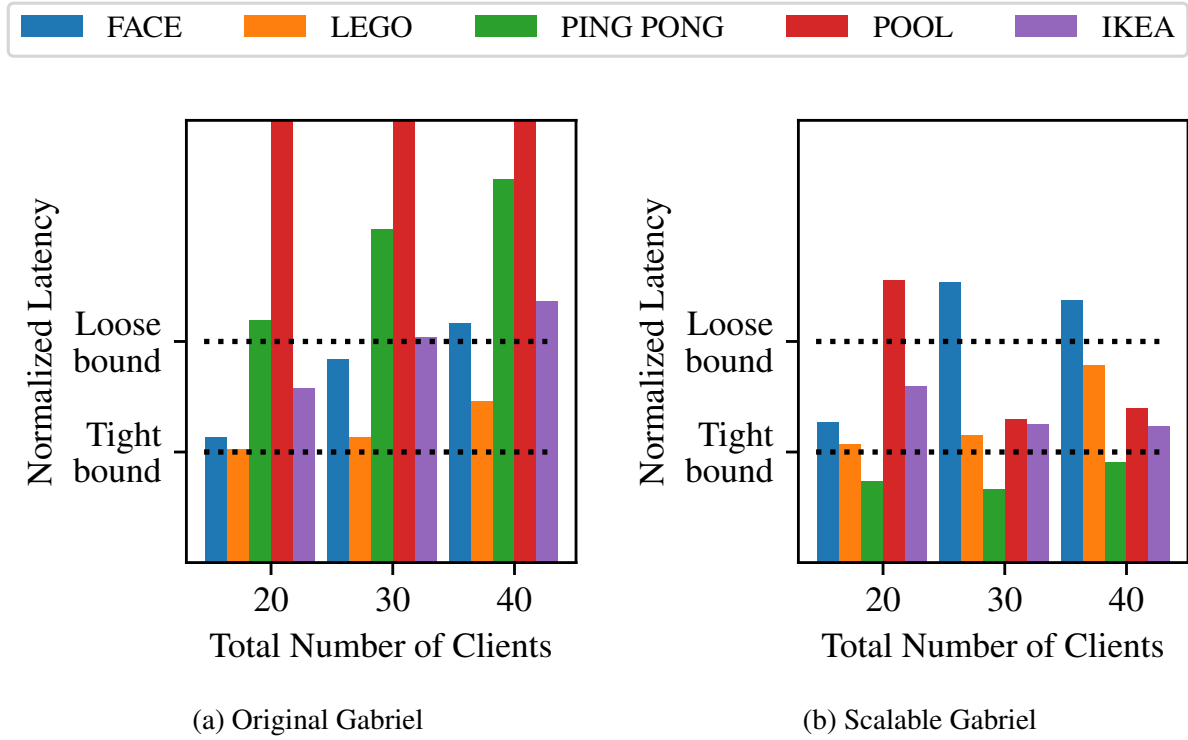 FACE LEGO PING PONG POOL IKEA
Normalized Latency
Loose
bound
Tight
bound
20 30 40
Total Number of Clients
(a) Original Gabriel
Normalized Latency
Loose
bound
Tight
bound
20 30 40
Total Number of Clients
(b) Scalable Gabriel